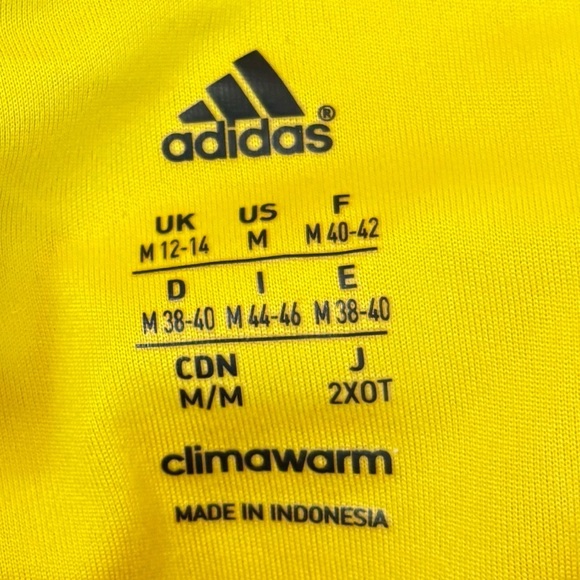 adidas®
UK US F
M 12-14 M M 40-42
D I E
M 38-40 M 44-46 M 38-40
CDN J
M/M 2XOT
climawarm
MADE IN INDONESIA